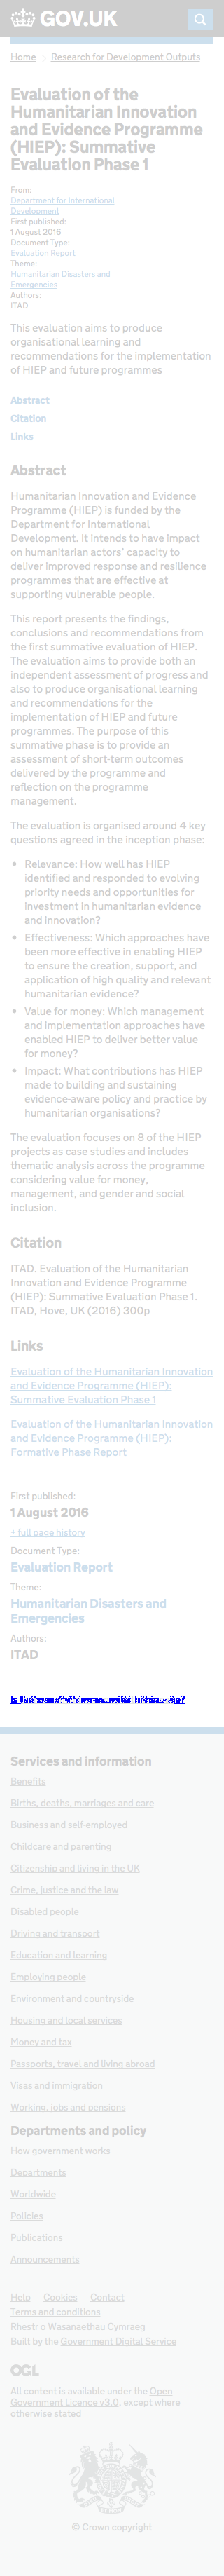 GOV.UK
Home > Research for Development Outputs
Evaluation of the
Humanitarian Innovation
and Evidence Programme
(HIEP): Summative
Evaluation Phase 1
From:
Department for International
Development
First published:
1 August 2016
Document Type:
Evaluation Report
Theme:
Humanitarian Disasters and
Emergencies
Authors:
ITAD
This evaluation aims to produce
organisational learning and
recommendations for the implementation
of HIEP and future programmes
Abstract
Citation
Links
Abstract
Humanitarian Innovation and Evidence
Programme (HIEP) is funded by the
Department for International
Development. It intends to have impact
on humanitarian actors’ capacity to
deliver improved and scaled responses
and resilience programmes that are effective at
supporting vulnerable people.
This report presents the findings,
conclusions and recommendations from
the first summative evaluation of HIEP.
The evaluation aims to provide both an
independent assessment of progress and
also to produce organisational learning
and recommendations for the
implementation of HIEP and future
programmes. The purpose of this
summative phase is to provide an
assessment of short-term outcomes
delivered by the programme and
reflection on the programme
management.
The evaluation is organised around 4 key
questions agreed in the inception phase:
• Relevance: How well has HIEP
identified and responded to evolving
priority needs and opportunities for
investment in humanitarian evidence
and innovation?
• Effectiveness: Which approaches have
been more effective in enabling HIEP
to ensure the creation, support, and
application of high quality and relevant
humanitarian evidence?
• Value for money: Which management
and implementation approaches have
enabled HIEP to deliver better value
for money?
• Impact: What contributions has HIEP
made to building and sustaining
evidence-aware policy and practice by
humanitarian organisations?
The evaluation focuses on 8 of the HIEP
projects as case studies and includes
thematic analysis across the programme
considering value for money,
management, and gender and social
inclusion.
Citation
ITAD. Evaluation of the Humanitarian
Innovation and Evidence Programme
(HIEP): Summative Evaluation Phase 1.
ITAD, Hove, UK (2016) 300p
Links
Evaluation of the Humanitarian Innovation
and Evidence Programme (HIEP):
Summative Evaluation Phase 1
Evaluation of the Humanitarian Innovation
and Evidence Programme (HIEP):
Formative Phase Report
First published:
1 August 2016
+ full page history
Document Type:
Evaluation Report
Theme:
Humanitarian Disasters and
Emergencies
Authors:
ITAD
Is
Services and information
Benefits
Births, deaths, marriages and care
Business and self-employed
Childcare and parenting
Citizenship and living in the UK
Crime, justice and the law
Disabled people
Driving and transport
Education and learning
Employing people
Environment and countryside
Housing and local services
Money and tax
Passports, travel and living abroad
Visas and immigration
Working, jobs and pensions
Departments and policy
How government works
Departments
Worldwide
Policies
Publications
Announcements
Help Cookies Contact
Terms and conditions
Rhestr o Wasanaethau Cymraeg
Built by the Government Digital Service
OGL
All content is available under the Open
Government Licence v3.0, except where
otherwise stated
© Crown copyright